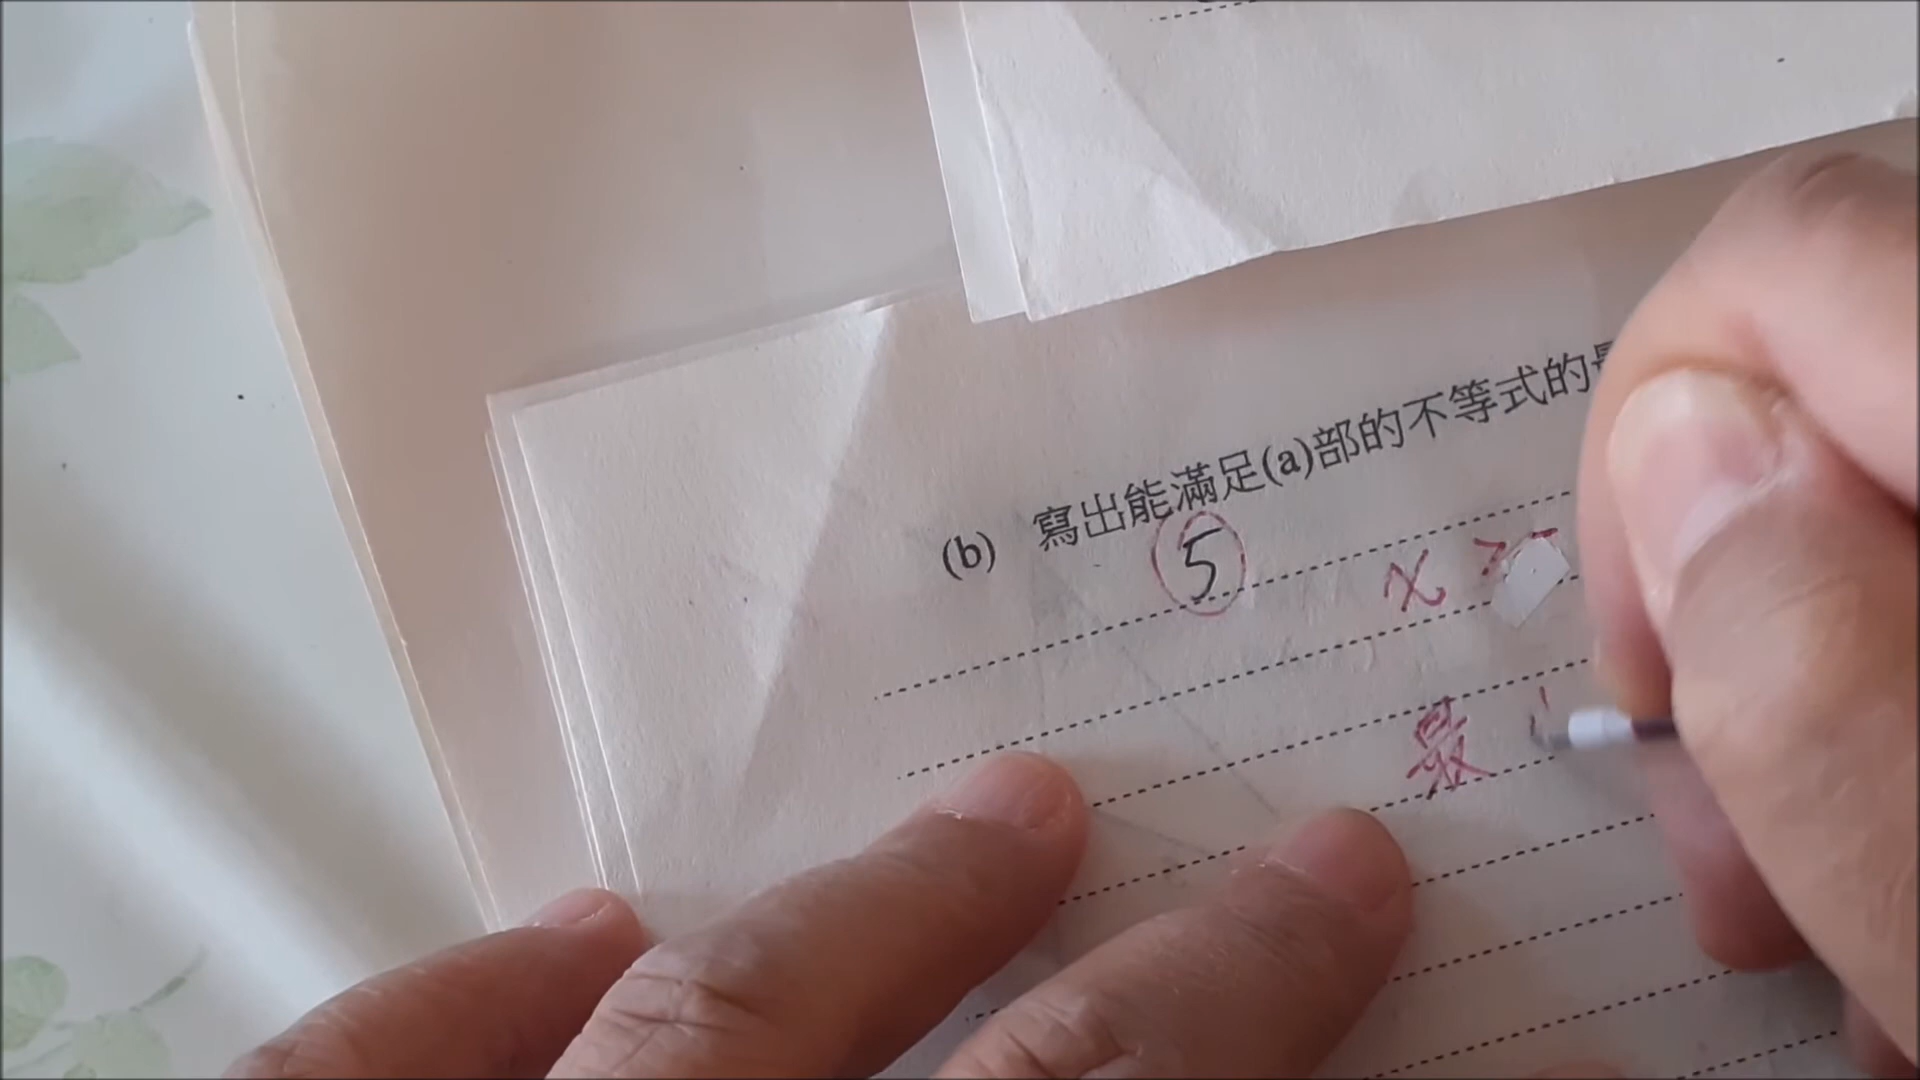 (b) 寫出能滿足(a)部的不等式的
5 x >
最